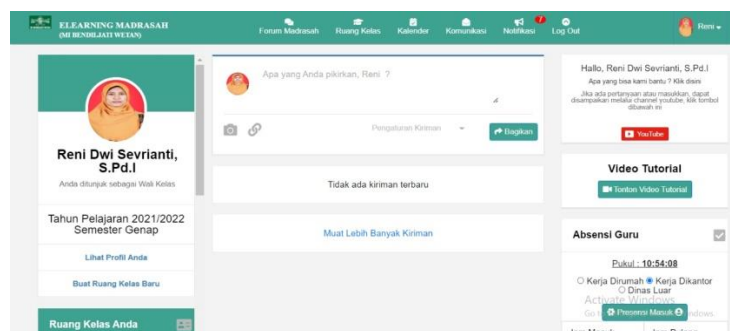 ELEARNING MADRASAH
(MI BENDILJATI WETAN)
Forum Madrasah
Ruang Kelas
Kalender
Komunikasi
Notifikasi
Log Out
Reni
Reni Dwi Sevrianti,
S.Pd.I
Anda ditunjuk sebagai Wali Kelas
Tahun Pelajaran 2021/2022
Semester Genap
Lihat Profil Anda
Buat Ruang Kelas Baru
Ruang Kelas Anda
Apa yang Anda pikirkan, Reni ?
Pengaturan Kiriman
Bagikan
Tidak ada kiriman terbaru
Muat Lebih Banyak Kiriman
Hallo, Reni Dwi Sevrianti, S.Pd.I
Apa yang bisa kami bantu ? Klik disini
Jika ada pertanyaan atau masukkan, dapat
disampaikan melalui channel youtube, klik tombol
dibawah ini
YouTube
Video Tutorial
Tonton Video Tutorial
Absensi Guru
Pukul : 10:54:08
Kerja Dirumah Kerja Dikantor
Dinas Luar
Activate Windows
Presensi Masuk